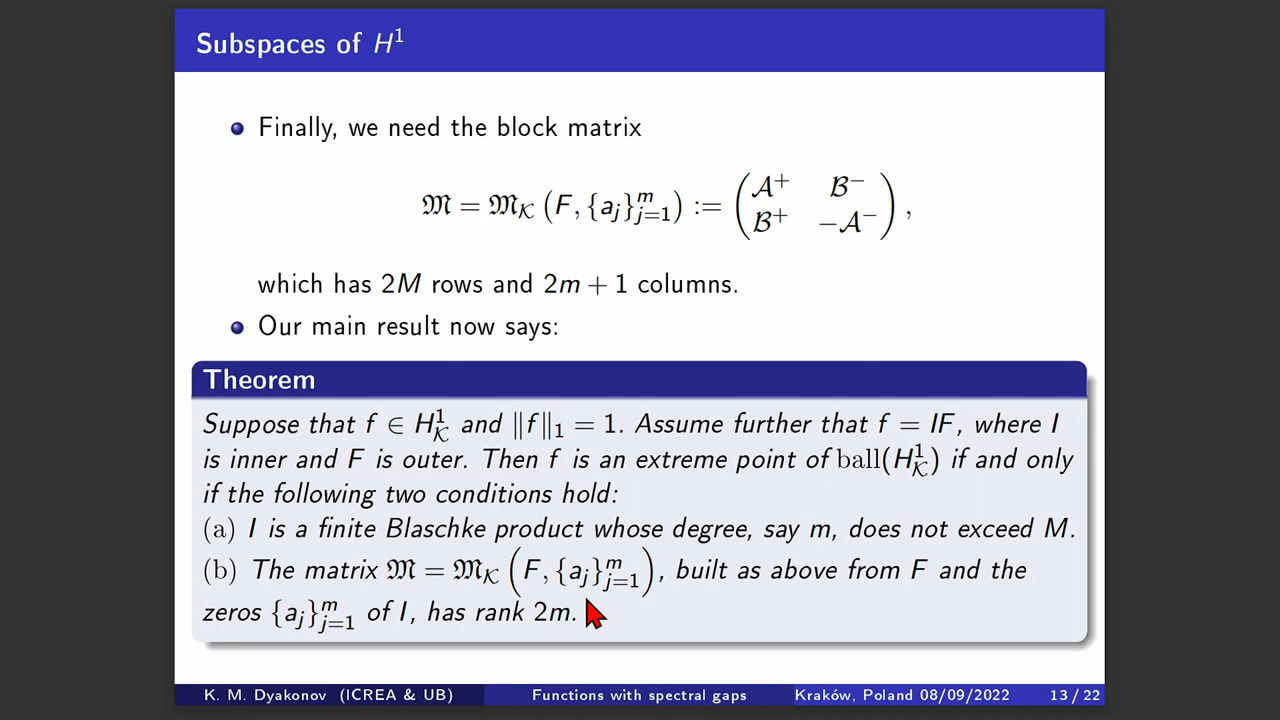 Subspaces of H¹
Finally, we need the block matrix
𝔐 = 𝔐_𝒦 (F, {a_j}_{j=1}^m) := (𝒜⁺ ℬ⁻
ℬ⁺ −𝒜⁻),
which has 2M rows and 2m + 1 columns.
Our main result now says:
Theorem
Suppose that f ∈ H¹_𝒦 and ‖f‖₁ = 1. Assume further that f = IF, where I
is inner and F is outer. Then f is an extreme point of ball(H¹_𝒦) if and only
if the following two conditions hold:
(a) I is a finite Blaschke product whose degree, say m, does not exceed M.
(b) The matrix 𝔐 = 𝔐_𝒦 (F, {a_j}_{j=1}^m), built as above from F and the
zeros {a_j}_{j=1}^m of I, has rank 2m.
K. M. Dyakonov (ICREA & UB) Functions with spectral gaps Kraków, Poland 08/09/2022 13 / 22